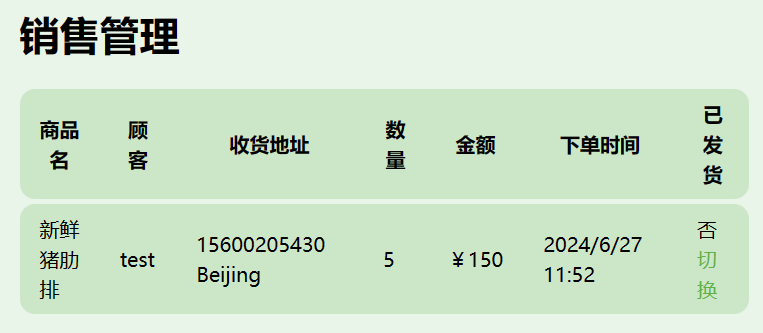 销售管理
商品名 顾客 收货地址 数量 金额 下单时间 已发货
新鲜猪肋排 test 15600205430 Beijing 5 ￥150 2024/6/27 11:52 否 切换